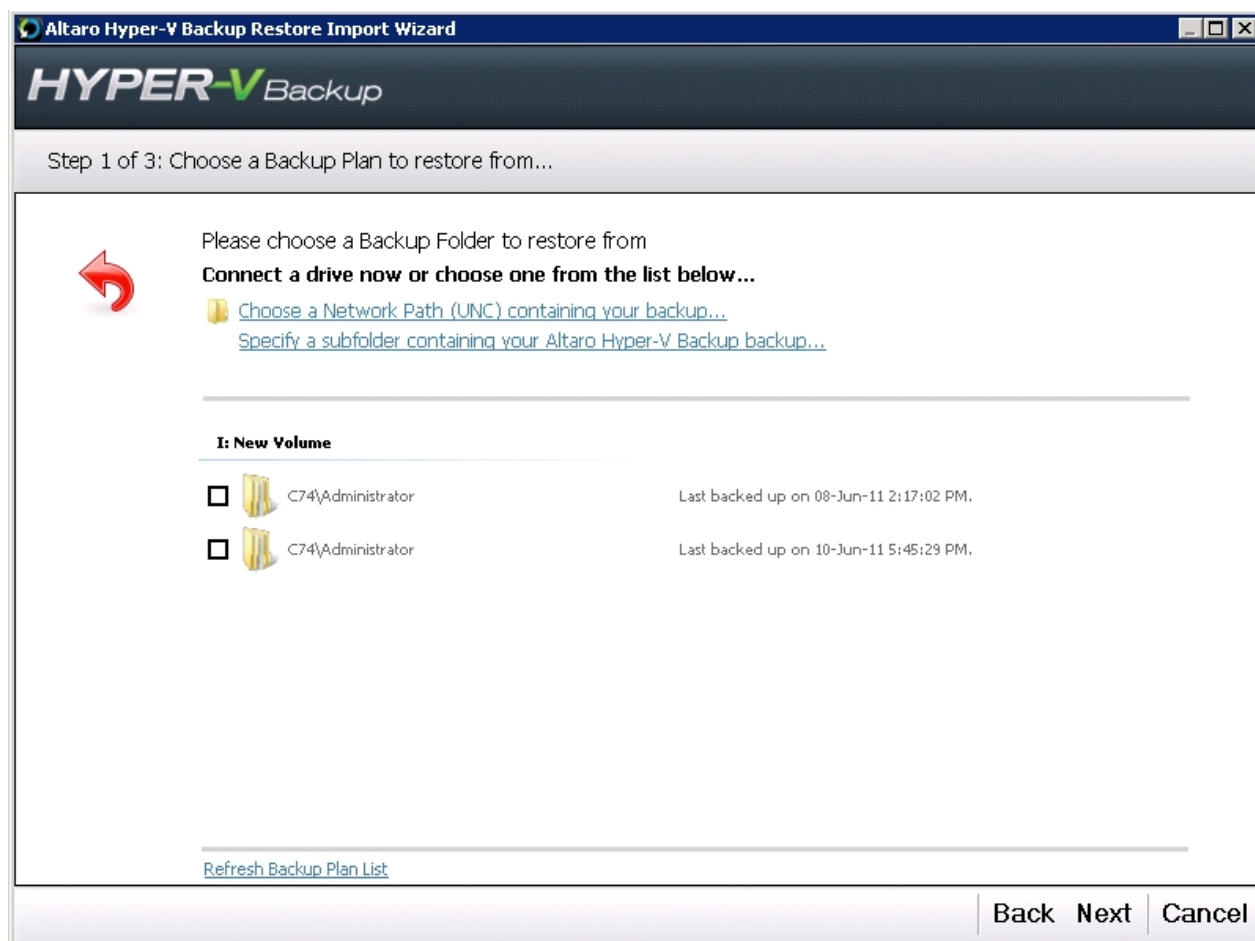 Altaro Hyper-V Backup Restore Import Wizard
HYPER-V Backup
Step 1 of 3: Choose a Backup Plan to restore from...
Please choose a Backup Folder to restore from
Connect a drive now or choose one from the list below...
Choose a Network Path (UNC) containing your backup...
Specify a subfolder containing your Altaro Hyper-V Backup backup...
I: New Volume
C74\Administrator Last backed up on 08-Jun-11 2:17:02 PM.
C74\Administrator Last backed up on 10-Jun-11 5:45:29 PM.
Refresh Backup Plan List
Back Next Cancel